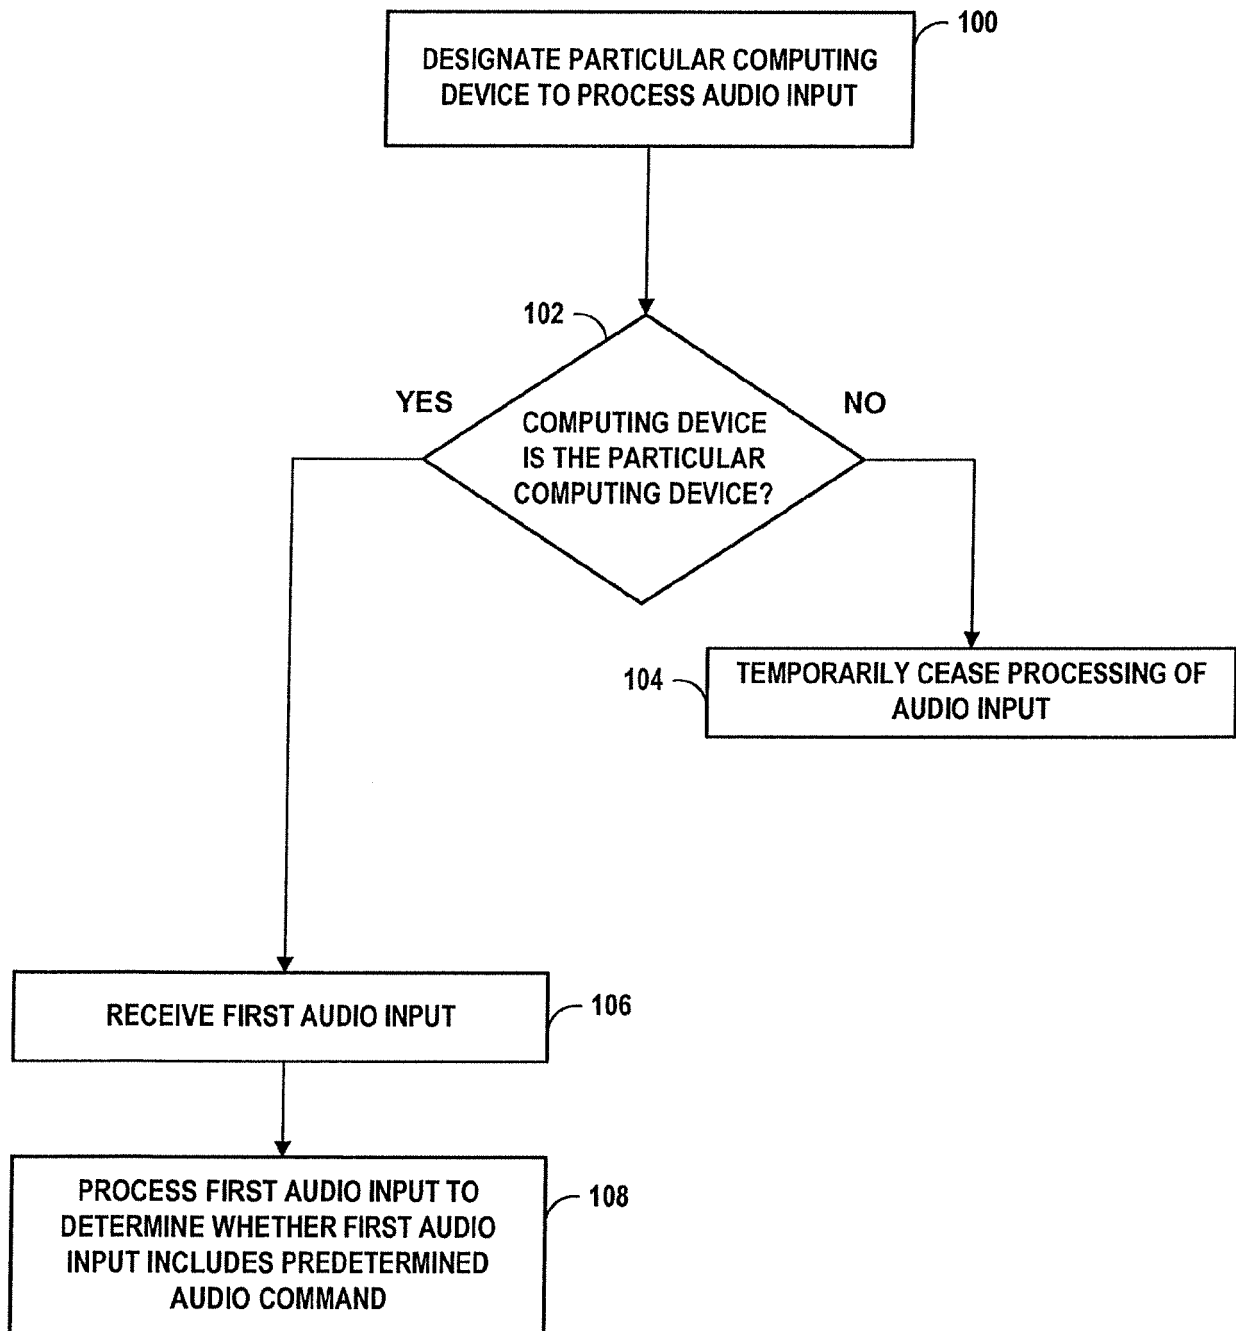 100
DESIGNATE PARTICULAR COMPUTING
DEVICE TO PROCESS AUDIO INPUT
102
YES
NO
COMPUTING DEVICE
IS THE PARTICULAR
COMPUTING DEVICE?
104
TEMPORARILY CEASE PROCESSING OF
AUDIO INPUT
RECEIVE FIRST AUDIO INPUT
106
PROCESS FIRST AUDIO INPUT TO
DETERMINE WHETHER FIRST AUDIO
INPUT INCLUDES PREDETERMINED
AUDIO COMMAND
108